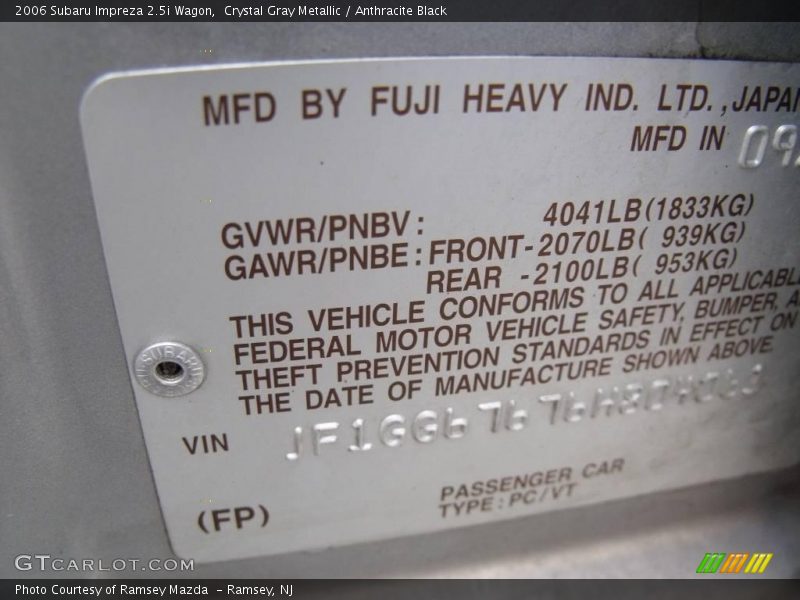 2006 Subaru Impreza 2.5i Wagon,  Crystal Gray Metallic / Anthracite Black
MFD BY FUJI HEAVY IND. LTD.,JAPAN
MFD IN 09
GVWR/PNBV: 4041LB(1833KG)
GAWR/PNBE:FRONT-2070LB( 939KG)
REAR -2100LB( 953KG)
THIS VEHICLE CONFORMS TO ALL APPLICABLE
FEDERAL MOTOR VEHICLE SAFETY, BUMPER, A
THEFT PREVENTION STANDARDS IN EFFECT ON
THE DATE OF MANUFACTURE SHOWN ABOVE
SUBARU
VIN
(FP)
PASSENGER CAR
TYPE:PC/VT
GTCARLOT.COM
Photo Courtesy of Ramsey Mazda  - Ramsey, NJ